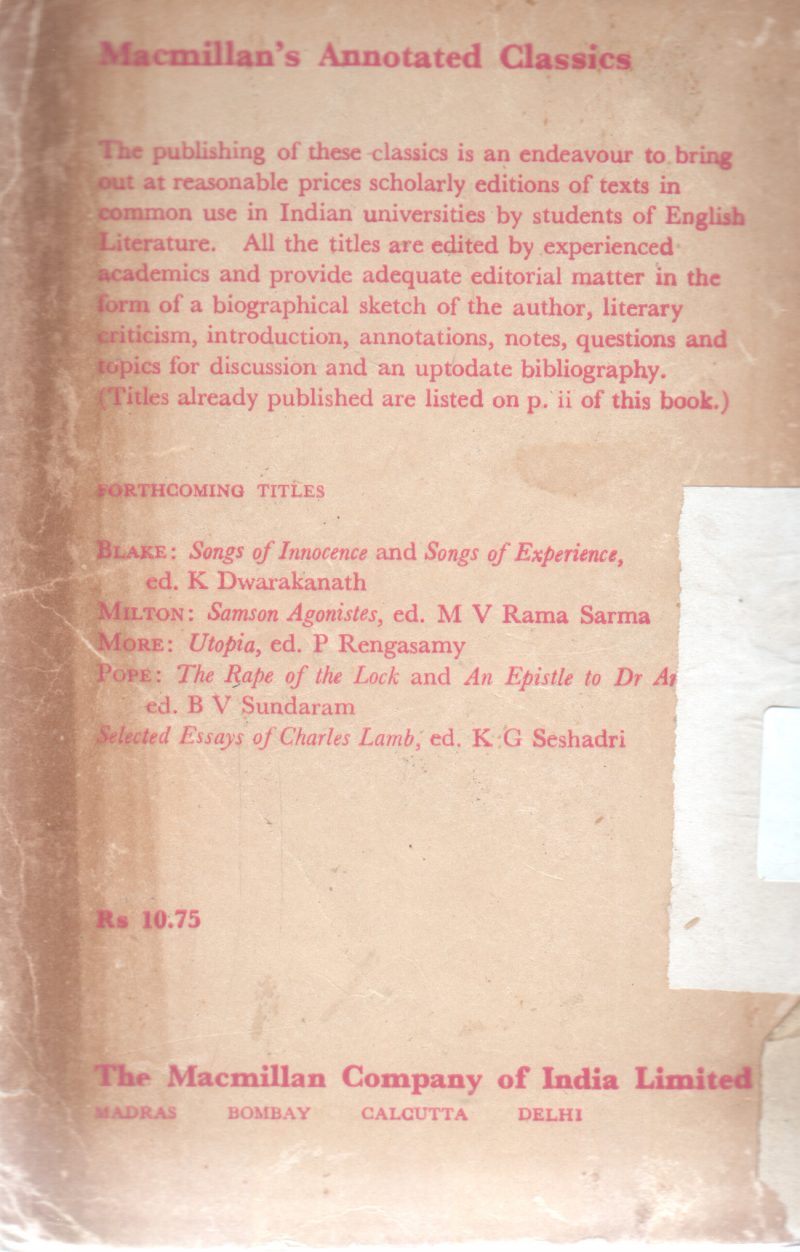 Macmillan's Annotated Classics
The publishing of these classics is an endeavour to bring
out at reasonable prices scholarly editions of texts in
common use in Indian universities by students of English
Literature. All the titles are edited by experienced
academics and provide adequate editorial matter in the
form of a biographical sketch of the author, literary
criticism, introduction, annotations, notes, questions and
topics for discussion and an uptodate bibliography.
(Titles already published are listed on p. ii of this book.)
FORTHCOMING TITLES
BLAKE: Songs of Innocence and Songs of Experience,
ed. K Dwarakanath
MILTON: Samson Agonistes, ed. M V Rama Sarma
MORE: Utopia, ed. P Rengasamy
POPE: The Rape of the Lock and An Epistle to Dr
ed. B V Sundaram
Selected Essays of Charles Lamb, ed. K G Seshadri
Rs 10.75
The Macmillan Company of India Limited
MADRAS BOMBAY CALCUTTA DELHI